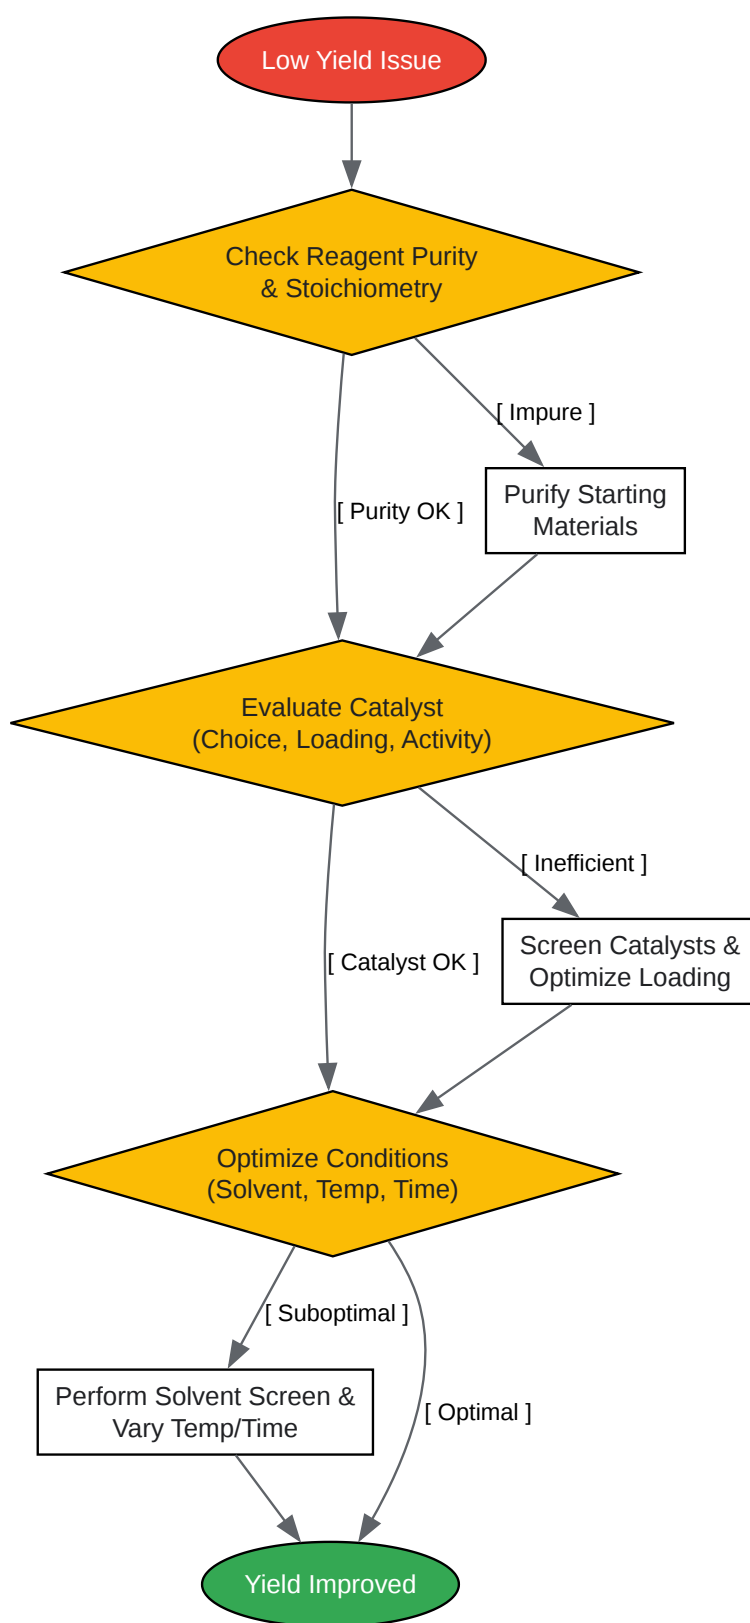 Low Yield Issue
Check Reagent Purity
& Stoichiometry
[ Impure ]
Purify Starting
Materials
[ Purity OK ]
Evaluate Catalyst
(Choice, Loading, Activity)
[ Inefficient ]
Screen Catalysts &
Optimize Loading
[ Catalyst OK ]
Optimize Conditions
(Solvent, Temp, Time)
[ Suboptimal ]
Perform Solvent Screen &
Vary Temp/Time
[ Optimal ]
Yield Improved